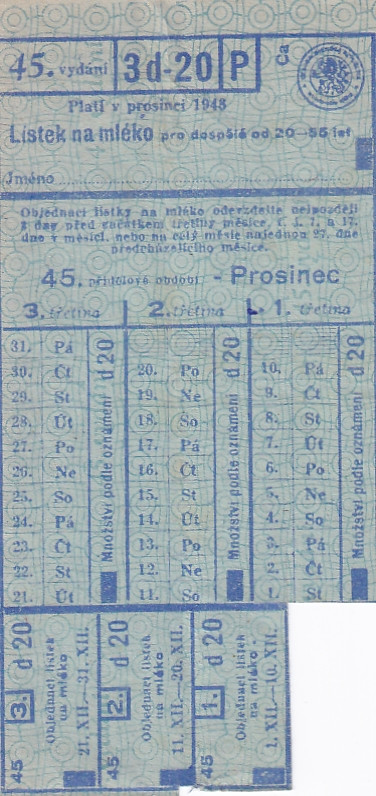 45. vydání 3d-20 P Ca
Platí v prosinci 1948
Lístek na mléko pro dospělé od 20-55 let
Jméno
Objednací lístky na mléko odevzdejte nejpozději
dne v měsíci, nebo na celý měsíc najednou 27. dne
předcházejícího měsíce.
45. přídělové období - Prosinec
3. třetina 2. třetina 1. třetina
31. Pá
30. Čt 20. Po 10. Pá
29. St 19. Ne 9. Čt
28. Út 18. So 8. St
27. Po 17. Pá 7. Út
26. Ne 16. Čt 6. Po
25. So 15. St 5. Ne
24. Pá 14. Út 4. So
23. Čt 13. Po 3. Pá
22. St 12. Ne 2. Čt
21. Út 11. So 1. St
Množství podle oznámení d 20
Množství podle oznámení d 20
Množství podle oznámení d 20
45 3. d 20
Objednací lístek
na mléko
21. XII.—31. XII.
45 2. d 20
Objednací lístek
na mléko
11. XII.—20. XII.
45 1. d 20
Objednací lístek
na mléko
1. XII.—10. XII.